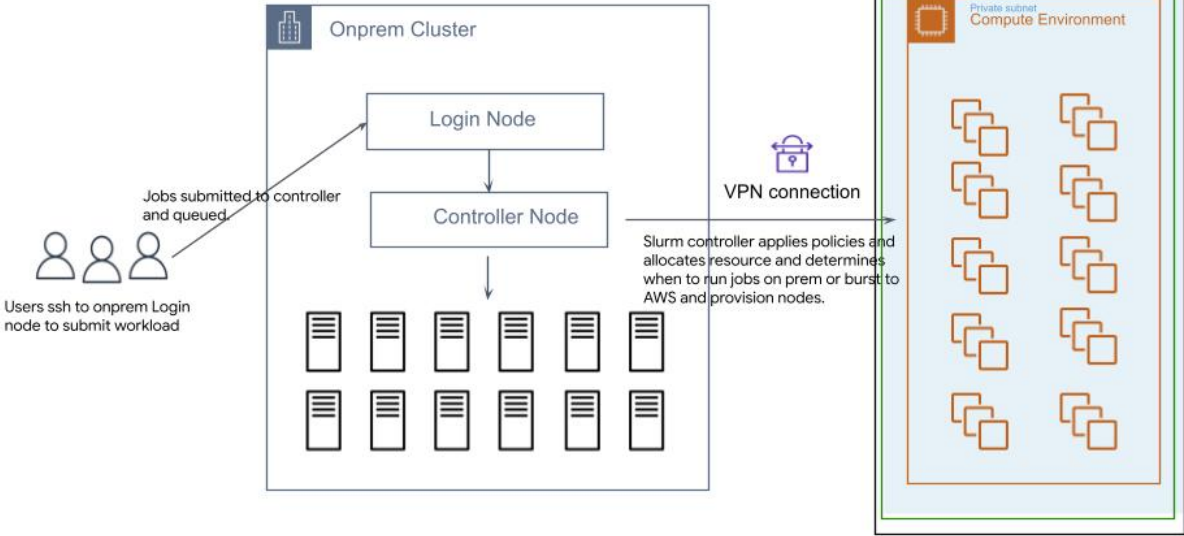 Onprem Cluster
Login Node
Controller Node
Jobs submitted to controller
and queued.
Users ssh to onprem Login
node to submit workload
VPN connection
Slurm controller applies policies and
allocates resource and determines
when to run jobs on prem or burst to
AWS and provision nodes.
Private subnet
Compute Environment